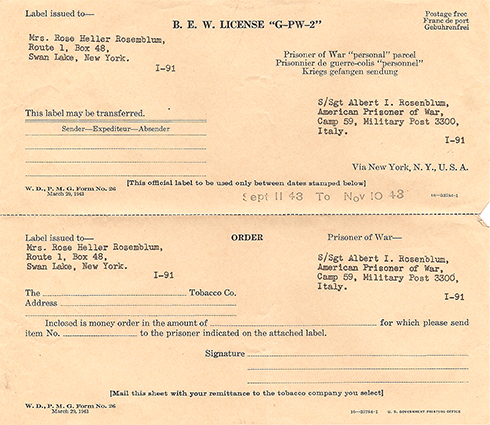 Label issued to—
B. E. W. LICENSE "G-PW-2"
Postage free
Franc de port
Gebuhrenfrei
Mrs. Rose Heller Rosemblum,
Route 1, Box 48,
Swan Lake, New York.
I-91
Prisoner of War "personal" parcel
Prisonnier de guerre-colis "personnel"
Kriegs gefangen sendung
This label may be transferred.
Sender—Expediteur—Absender
S/Sgt Albert I. Rosenblum,
American Prisoner of War,
Camp 59, Military Post 3300,
Italy.
I-91
Via New York, N. Y., U. S. A.
[This official label to be used only between dates stamped below]
W. D., P. M. G. Form No. 26
March 29, 1943
Sept 11 43 To Nov 10 43
16—33784-1
Label issued to—
ORDER
Prisoner of War—
Mrs. Rose Heller Rosemblum,
Route 1, Box 48,
Swan Lake, New York.
I-91
S/Sgt Albert I. Rosenblum,
American Prisoner of War,
Camp 59, Military Post 3300,
Italy.
I-91
The Tobacco Co.
Address
Inclosed is money order in the amount of for which please send
item No. to the prisoner indicated on the attached label.
Signature
[Mail this sheet with your remittance to the tobacco company you select]
W. D., P. M. G. Form No. 26
March 29, 1943
16—33784-1 U. S. GOVERNMENT PRINTING OFFICE